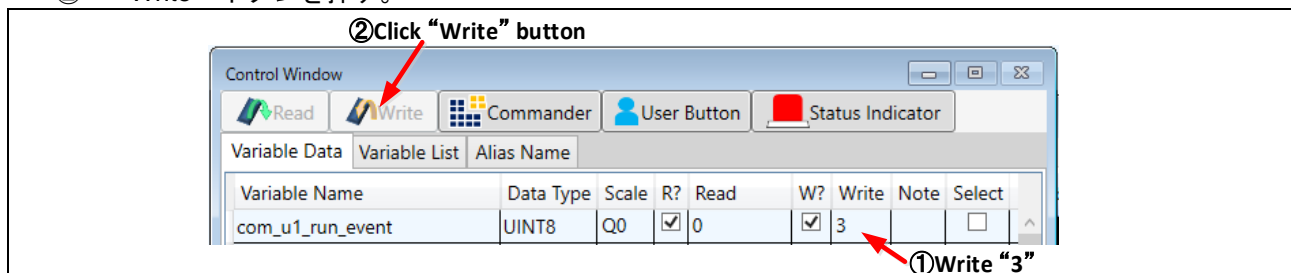 ②Click “Write” button
Control Window
Read Write Commander User Button Status Indicator
Variable Data Variable List Alias Name
Variable Name Data Type Scale R? Read W? Write Note Select
com_u1_run_event UINT8 Q0 0 3
①Write “3”